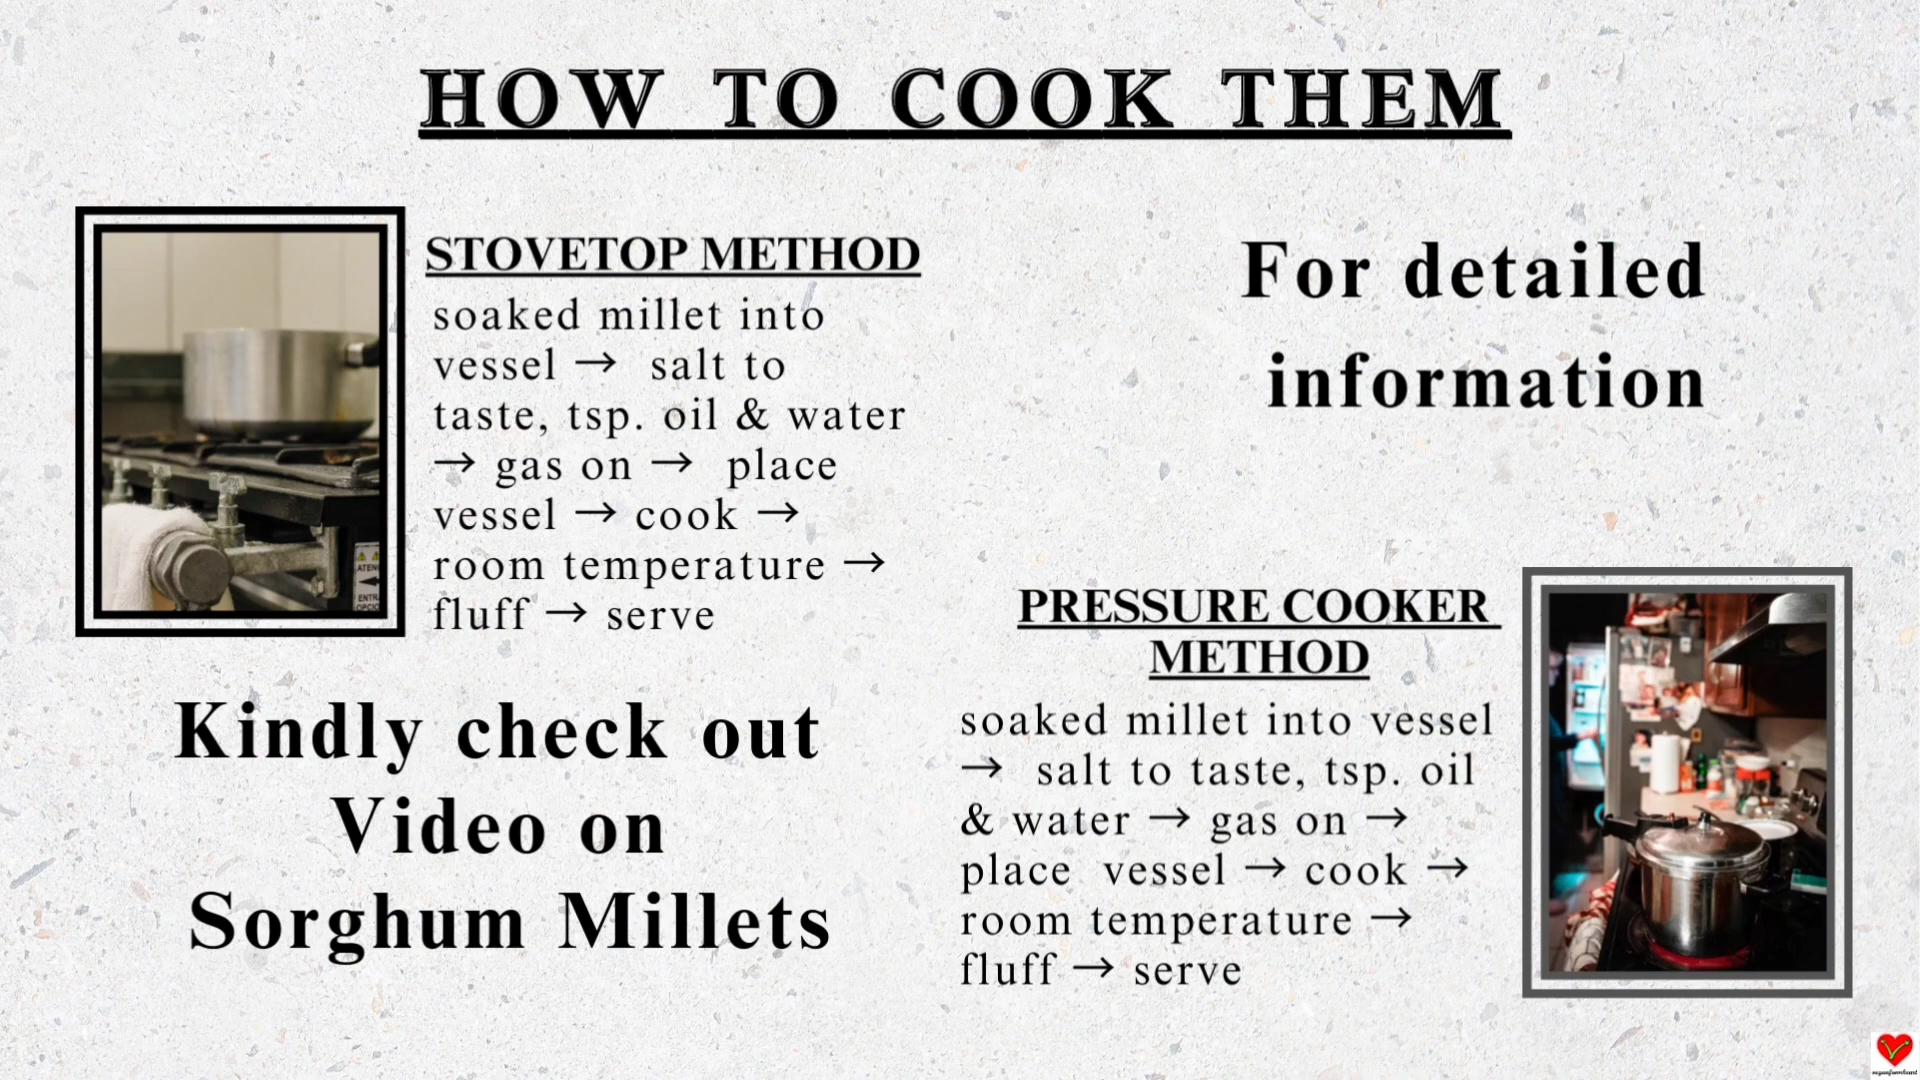 HOW TO COOK THEM
STOVETOP METHOD
soaked millet into
vessel → salt to
taste, tsp. oil & water
→ gas on → place
vessel → cook →
room temperature →
fluff → serve
For detailed
information
Kindly check out
Video on
Sorghum Millets
PRESSURE COOKER
METHOD
soaked millet into vessel
→ salt to taste, tsp. oil
& water → gas on →
place vessel → cook →
room temperature →
fluff → serve